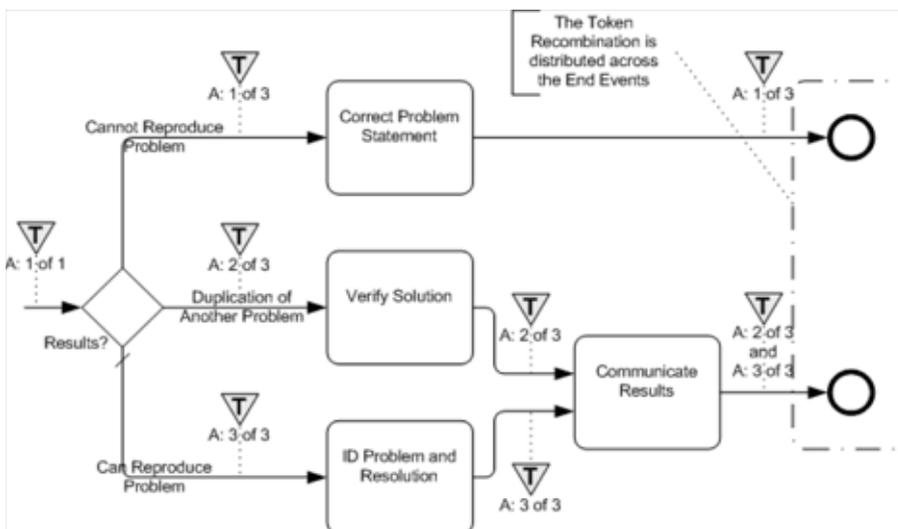 The Token
Recombination is
distributed across
the End Events
T
A: 1 of 3
T
A: 1 of 3
Cannot Reproduce
Problem
Correct Problem
Statement
T
A: 1 of 1
T
A: 2 of 3
Duplication of
Another Problem
Verify Solution
Results?
T
A: 2 of 3
T
A: 2 of 3
and
A: 3 of 3
Communicate
Results
T
A: 3 of 3
Can Reproduce
Problem
ID Problem and
Resolution
T
A: 3 of 3